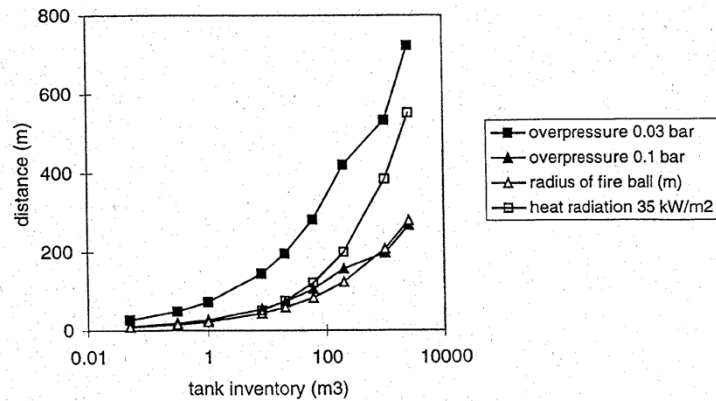 800
600
400
200
0
distance (m)
0.01
1
100
10000
tank inventory (m3)
overpressure 0.03 bar
overpressure 0.1 bar
radius of fire ball (m)
heat radiation 35 kW/m2